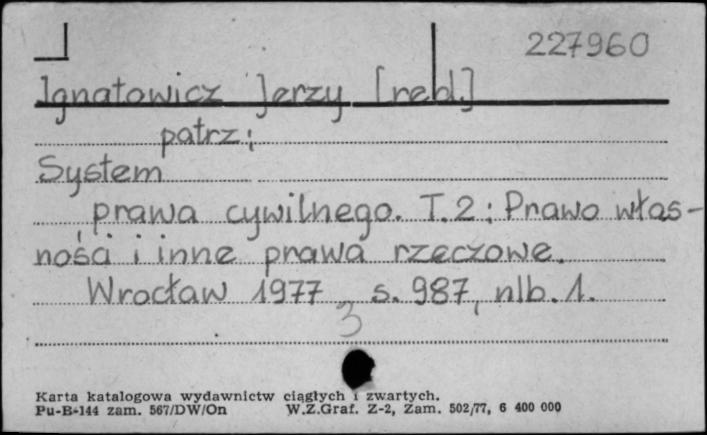 227960
Ignatowicz Jerzy [red.]
patrz:
System
prawa cywilnego. T.2: Prawo włas-
ności i inne prawa rzeczowe.
Wrocław 1977, s. 987, nlb. 1.
3
Karta katalogowa wydawnictw ciągłych i zwartych.
Pu-B-144 zam. 567/DW/On W.Z.Graf. Z-2, Zam. 502/77, 6 400 000